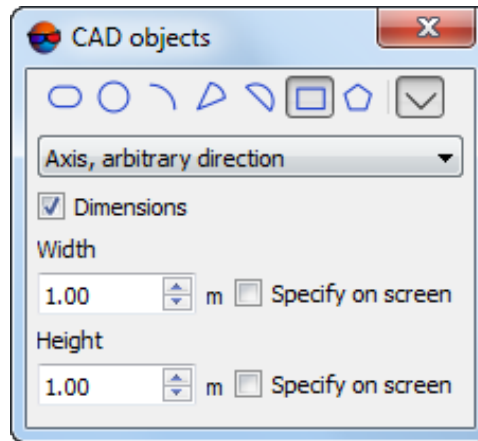 CAD objects
Axis, arbitrary direction
Dimensions
Width
1.00 m Specify on screen
Height
1.00 m Specify on screen